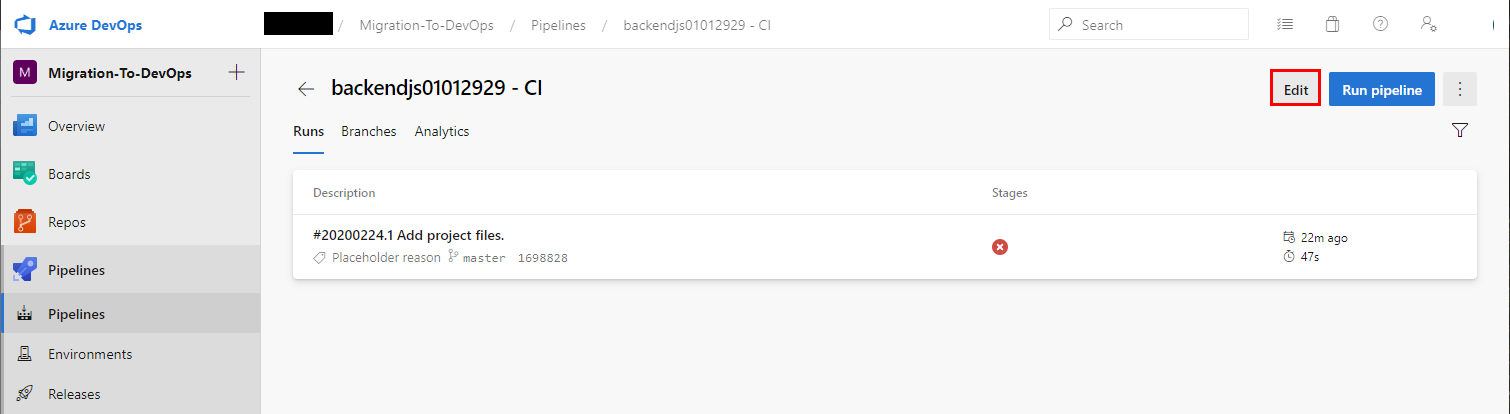 Azure DevOps / Migration-To-DevOps / Pipelines / backendjs01012929 - CI Search
M Migration-To-DevOps
backendjs01012929 - CI Edit Run pipeline
Overview
Runs Branches Analytics
Boards
Description Stages
Repos
#20200224.1 Add project files. 22m ago
Placeholder reason master 1698828 47s
Pipelines
Pipelines
Environments
Releases